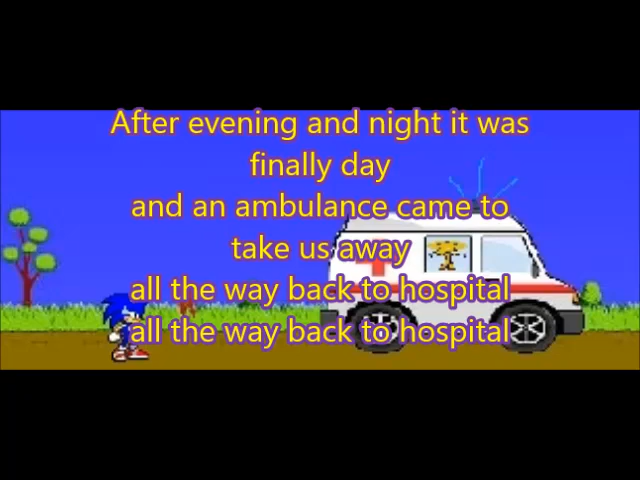 After evening and night it was
finally day
and an ambulance came to
take us away
all the way back to hospital
all the way back to hospital